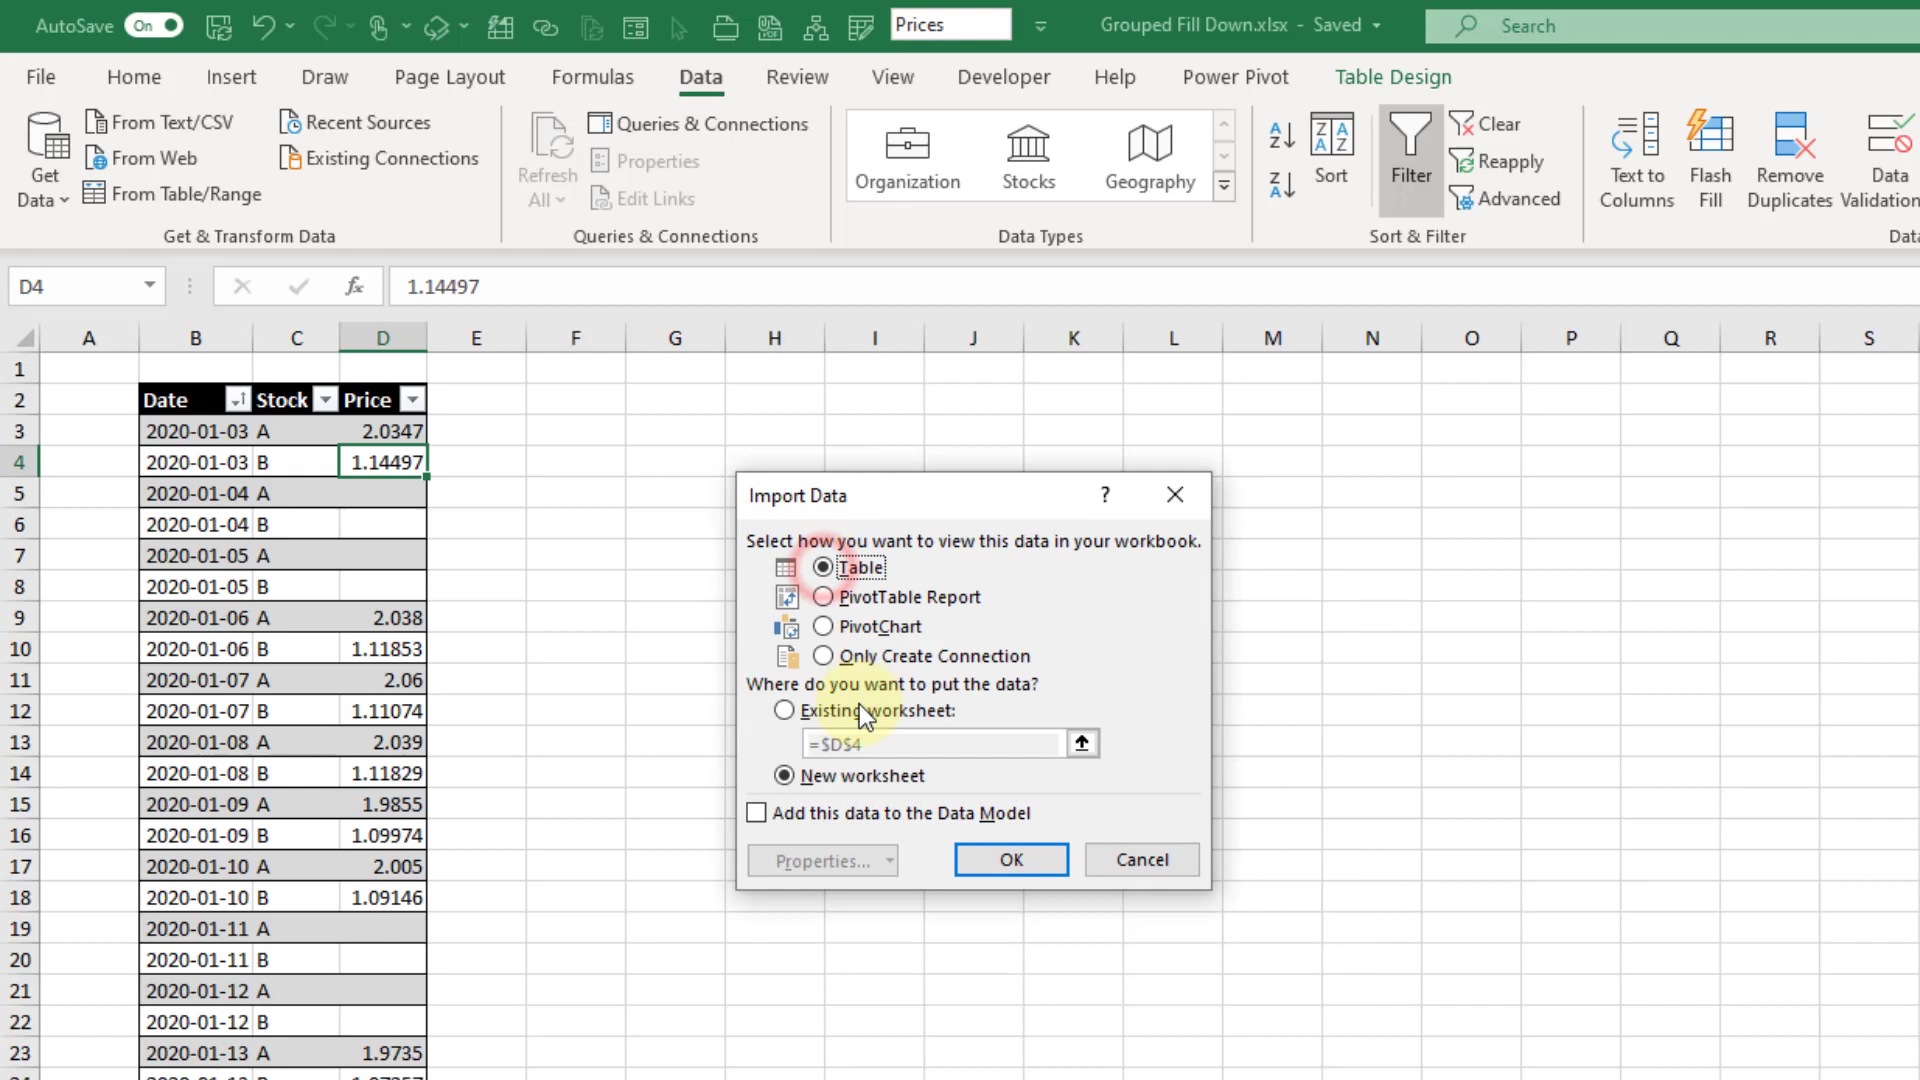 AutoSave On Prices Grouped Fill Down.xlsx - Saved Search
File Home Insert Draw Page Layout Formulas Data Review View Developer Help Power Pivot Table Design
Get Data
From Text/CSV
From Web
From Table/Range
Recent Sources
Existing Connections
Get & Transform Data
Refresh All
Queries & Connections
Properties
Edit Links
Queries & Connections
Organization Stocks Geography
Data Types
Sort
Filter
Clear
Reapply
Advanced
Sort & Filter
Text to Columns
Flash Fill
Remove Duplicates
Data Validation
D4 fx 1.14497
A B C D E F G H I J K L M N O P Q R S
1
2 Date Stock Price
3 2020-01-03 A 2.0347
4 2020-01-03 B 1.14497
5 2020-01-04 A
6 2020-01-04 B
7 2020-01-05 A
8 2020-01-05 B
9 2020-01-06 A 2.038
10 2020-01-06 B 1.11853
11 2020-01-07 A 2.06
12 2020-01-07 B 1.11074
13 2020-01-08 A 2.039
14 2020-01-08 B 1.11829
15 2020-01-09 A 1.9855
16 2020-01-09 B 1.09974
17 2020-01-10 A 2.005
18 2020-01-10 B 1.09146
19 2020-01-11 A
20 2020-01-11 B
21 2020-01-12 A
22 2020-01-12 B
23 2020-01-13 A 1.9735
Import Data ?
Select how you want to view this data in your workbook.
Table
PivotTable Report
PivotChart
Only Create Connection
Where do you want to put the data?
Existing worksheet:
=$D$4
New worksheet
Add this data to the Data Model
Properties... OK Cancel